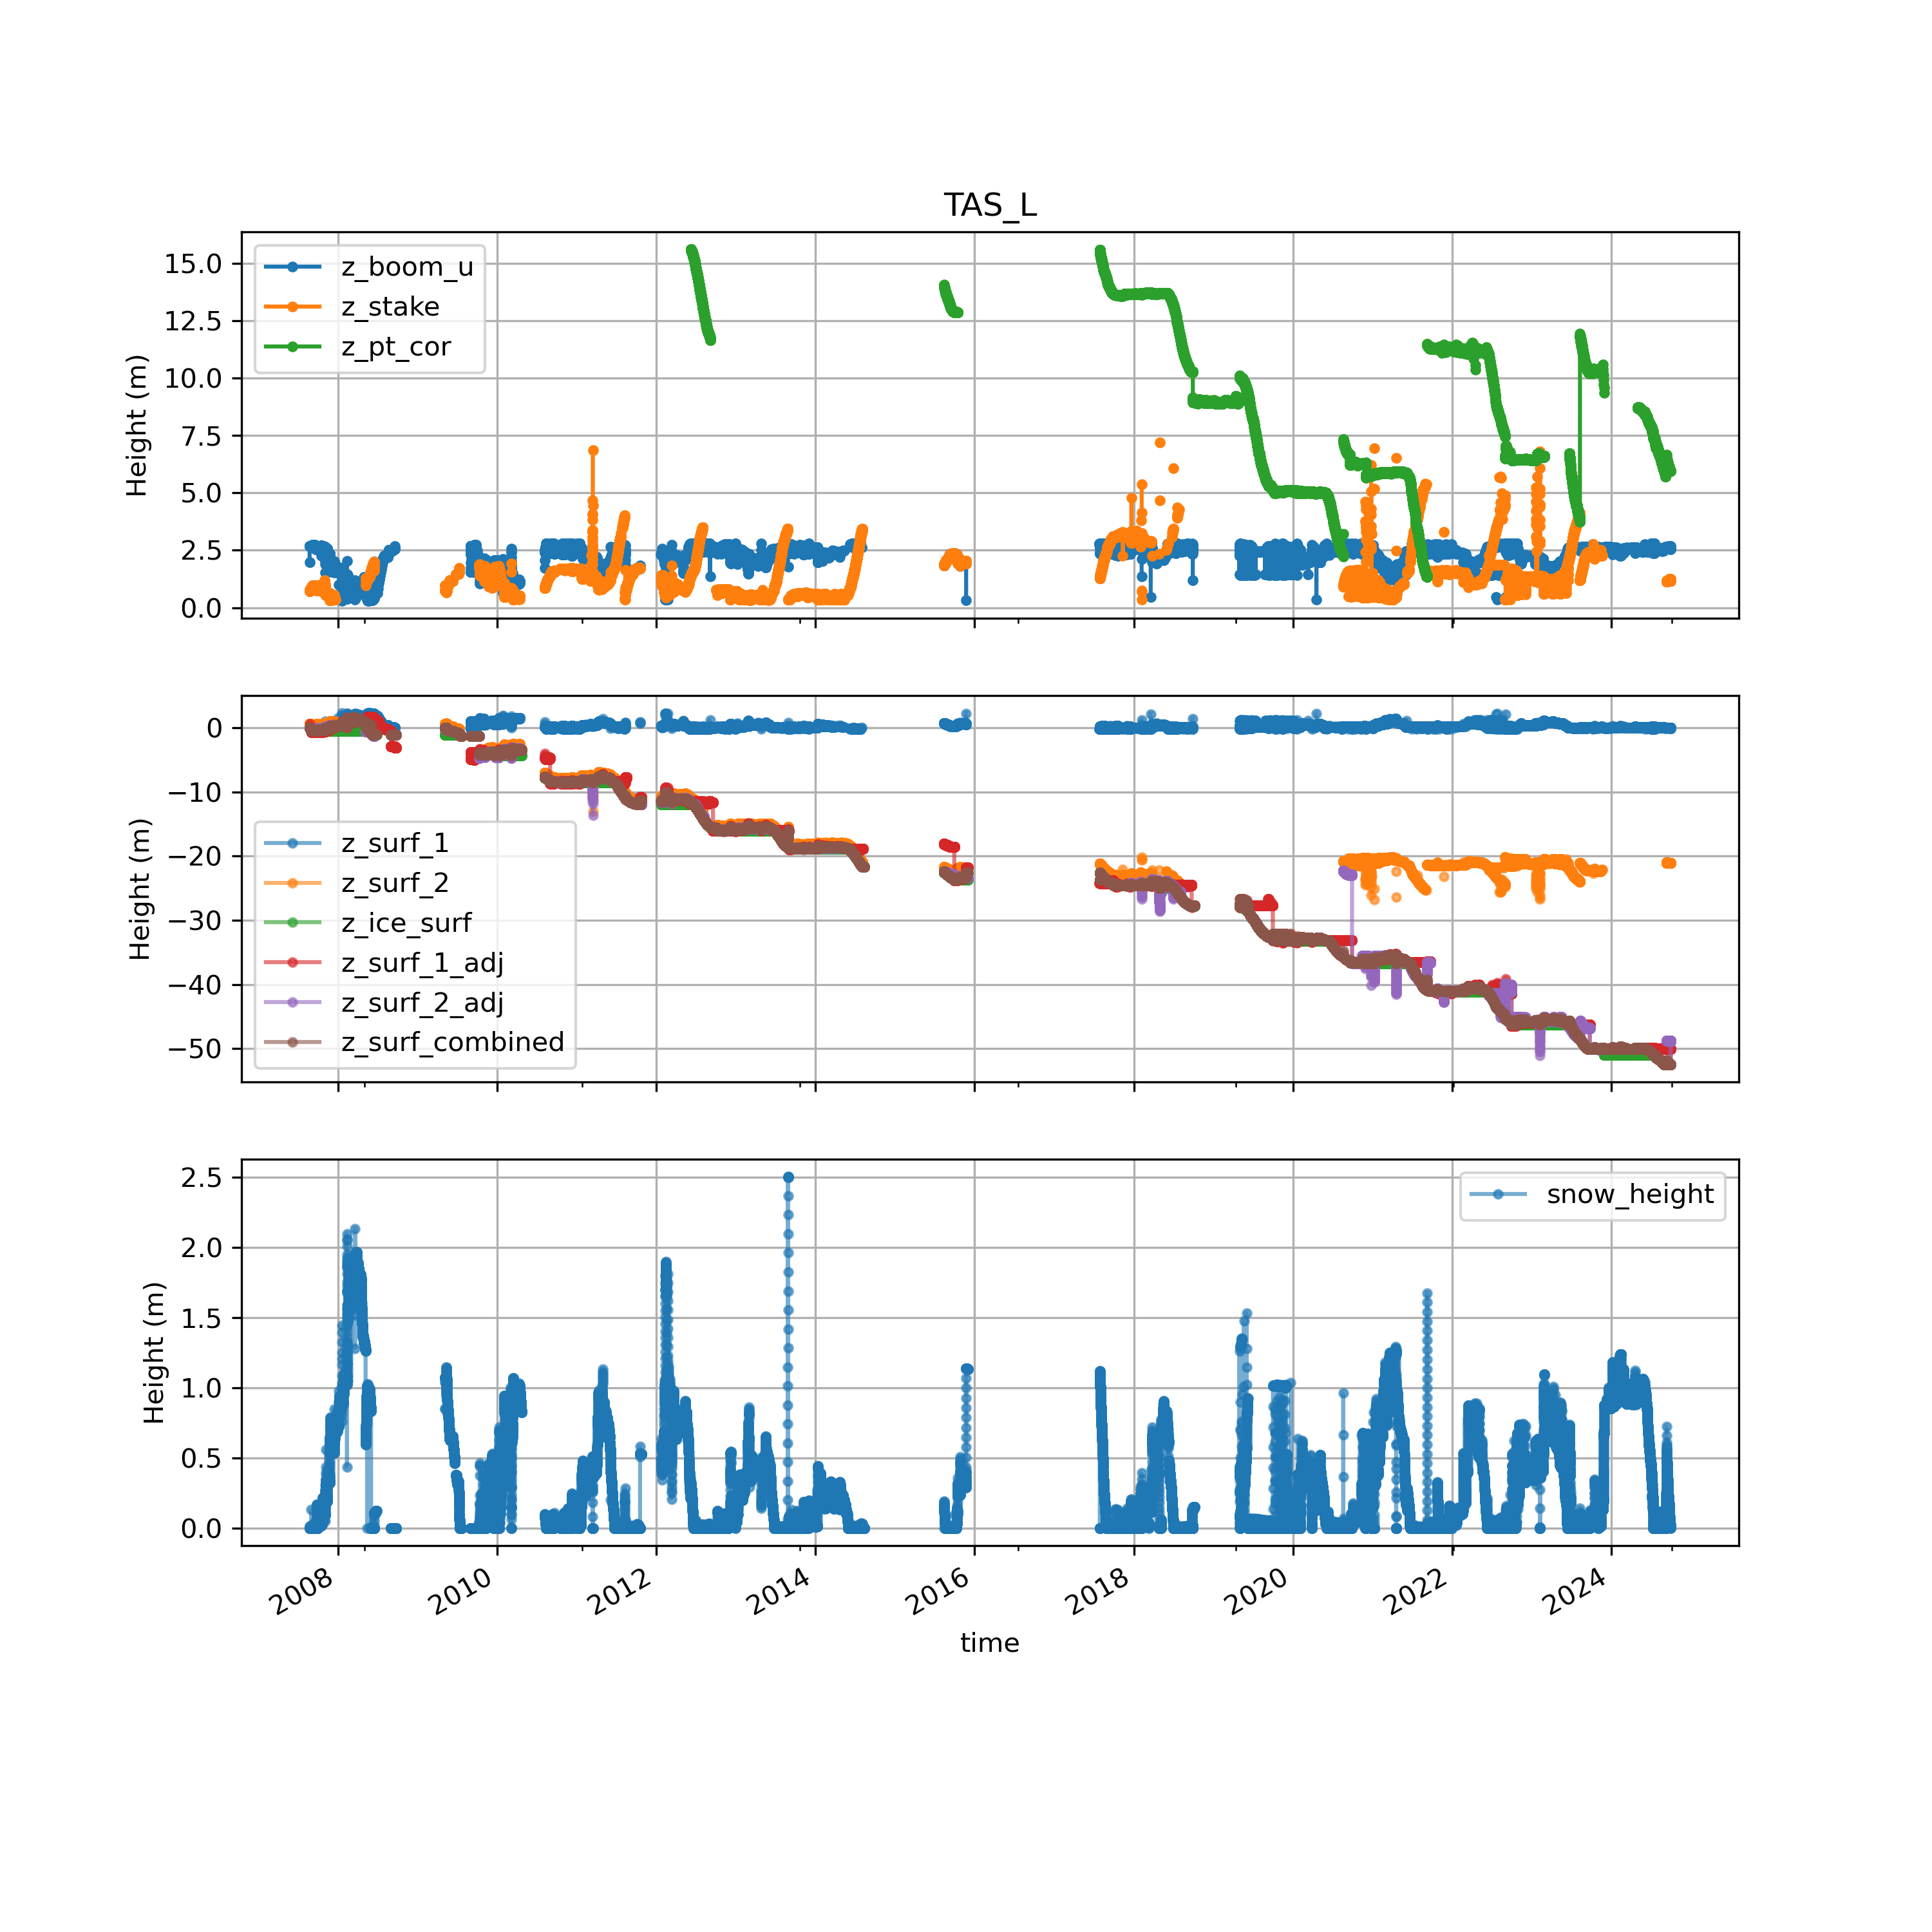 TAS_L
z_boom_u
z_stake
z_pt_cor
15.0
12.5
10.0
7.5
5.0
2.5
0.0
Height (m)
0
−10
−20
−30
−40
−50
Height (m)
z_surf_1
z_surf_2
z_ice_surf
z_surf_1_adj
z_surf_2_adj
z_surf_combined
2.5
2.0
1.5
1.0
0.5
0.0
Height (m)
snow_height
2008 2010 2012 2014 2016 2018 2020 2022 2024
time